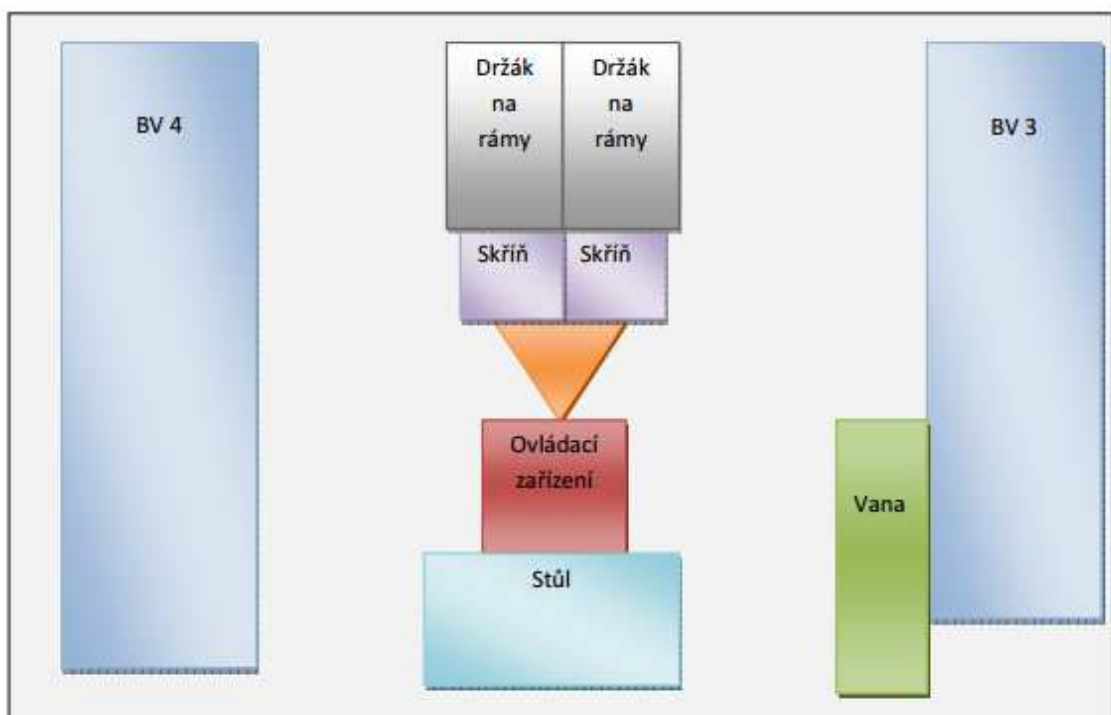 BV 4
Držák
na
rámy
Držák
na
rámy
BV 3
Skříň
Skříň
Ovládací
zařízení
Vana
Stůl